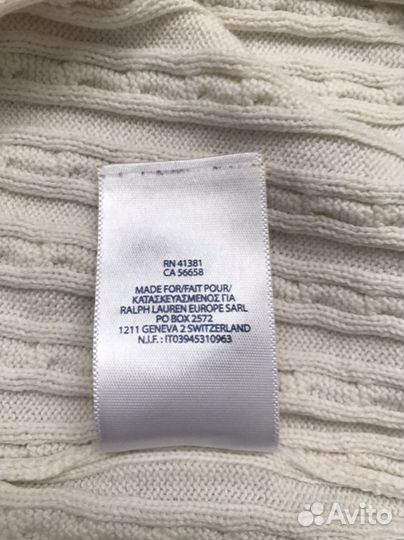 RN 41381
CA 56658
MADE FOR/FAIT POUR/
ΚΑΤΑΣΚΕΥΑΣΜΕΝΟΣ ΓΙΑ
RALPH LAUREN EUROPE SARL
PO BOX 2572
1211 GENEVA 2 SWITZERLAND
N.I.F. : IT03945310963
Avito